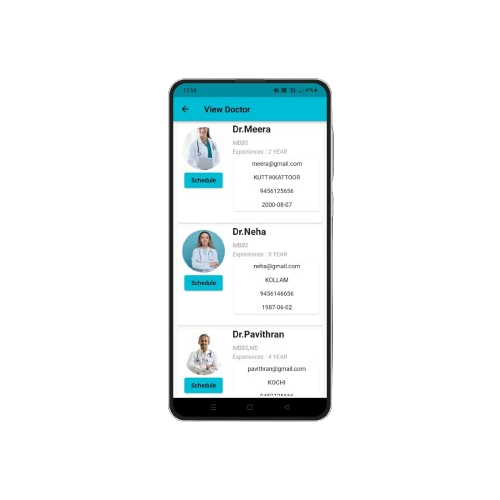 12:54
View Doctor
Dr.Meera
MBBS
Experiences : 2 YEAR
meera@gmail.com
Schedule
KUTTIKKATTOOR
9456125656
2000-08-07
Dr.Neha
MBBS
Experiences : 5 YEAR
neha@gmail.com
Schedule
KOLLAM
9456146656
1987-06-02
Dr.Pavithran
MBBS,MD
Experiences : 4 YEAR
pavithran@gmail.com
Schedule
KOCHI